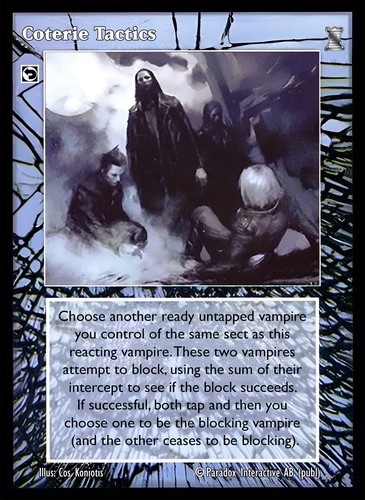 Coterie Tactics
Choose another ready untapped vampire
you control of the same sect as this
reacting vampire. These two vampires
attempt to block, using the sum of their
intercept to see if the block succeeds.
If successful, both tap and then you
choose one to be the blocking vampire
(and the other ceases to be blocking).
Illus: Cos Koniotis © Paradox Interactive AB. (publ)